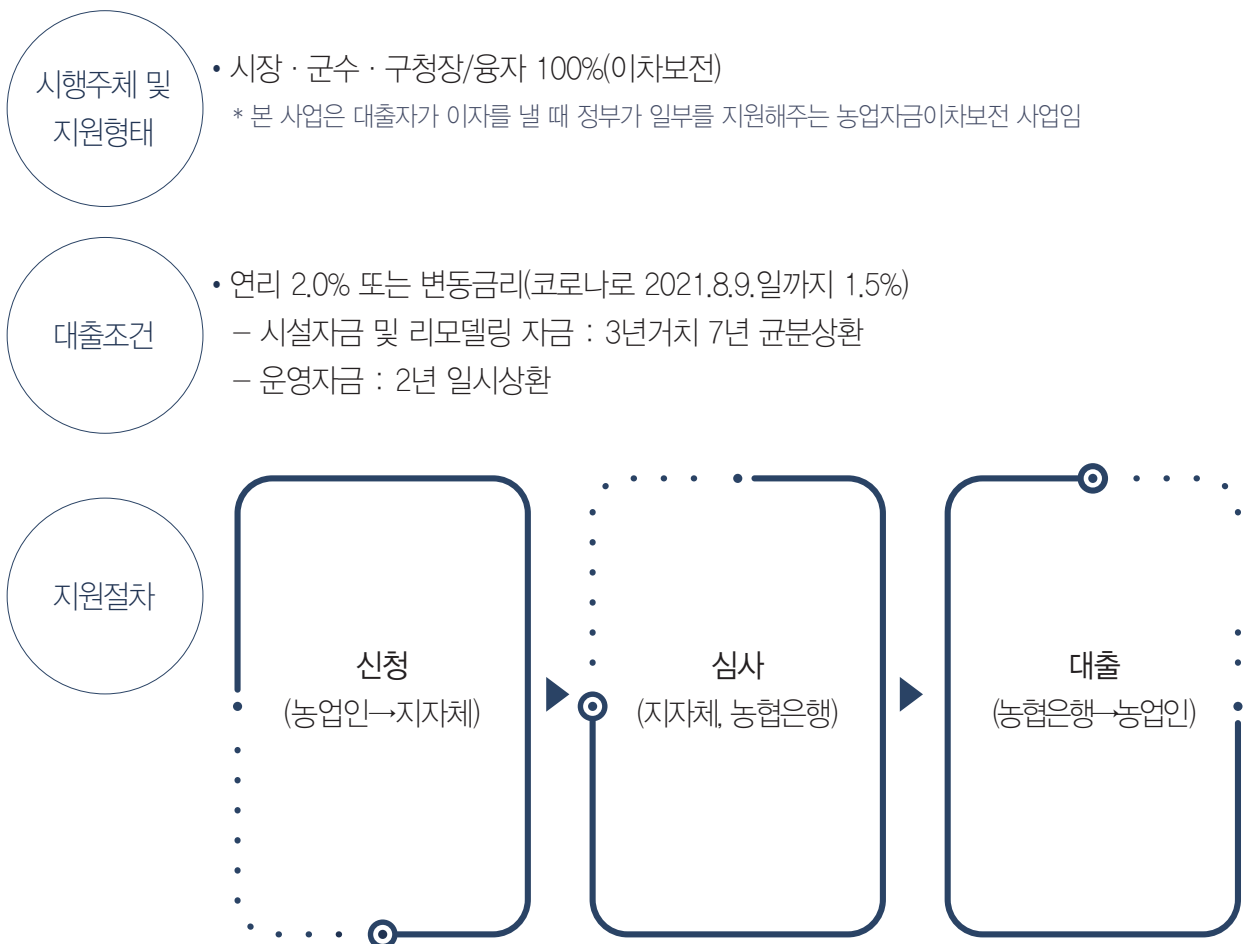 시행주체 및
지원형태
• 시장 · 군수 · 구청장/융자 100%(이차보전)
* 본 사업은 대출자가 이자를 낼 때 정부가 일부를 지원해주는 농업자금이차보전 사업임
대출조건
• 연리 2.0% 또는 변동금리(코로나로 2021.8.9.일까지 1.5%)
– 시설자금 및 리모델링 자금 : 3년거치 7년 균분상환
– 운영자금 : 2년 일시상환
지원절차
신청
(농업인→지자체)
심사
(지자체, 농협은행)
대출
(농협은행→농업인)